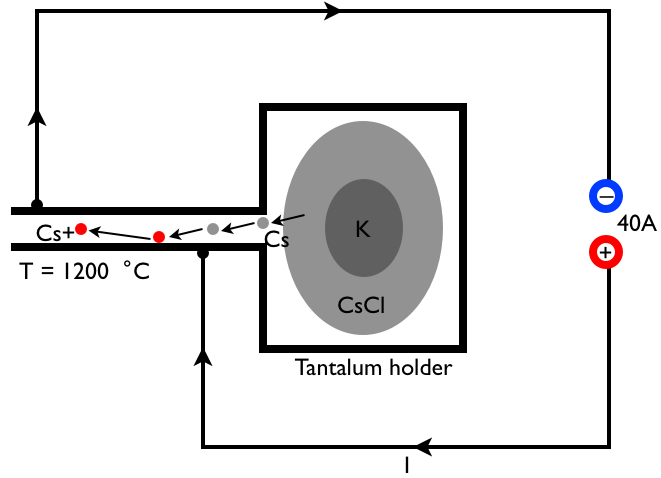 −
40A
K
Cs+
Cs
+
T = 1200 °C
CsCl
Tantalum holder
I